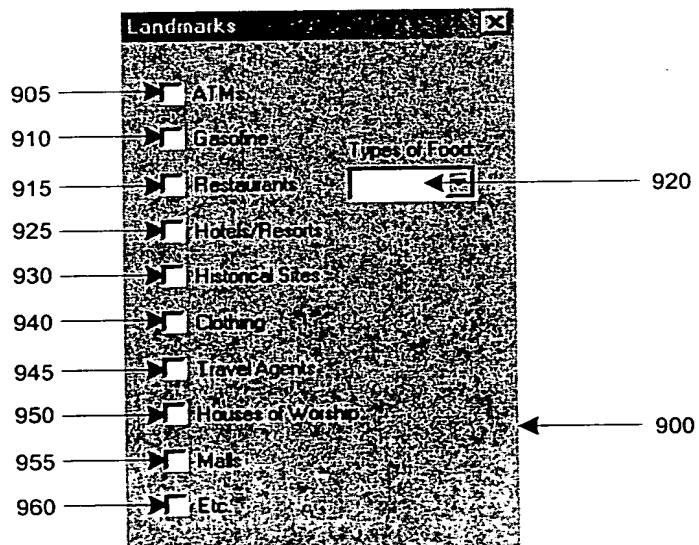 Landmarks
905 ATMs
910 Gasoline
Types of Food:
915 Restaurants 920
925 Hotels/Resorts
930 Historical Sites
940 Clothing
945 Travel Agents
950 Houses of Worship
900
955 Malls
960 Etc.